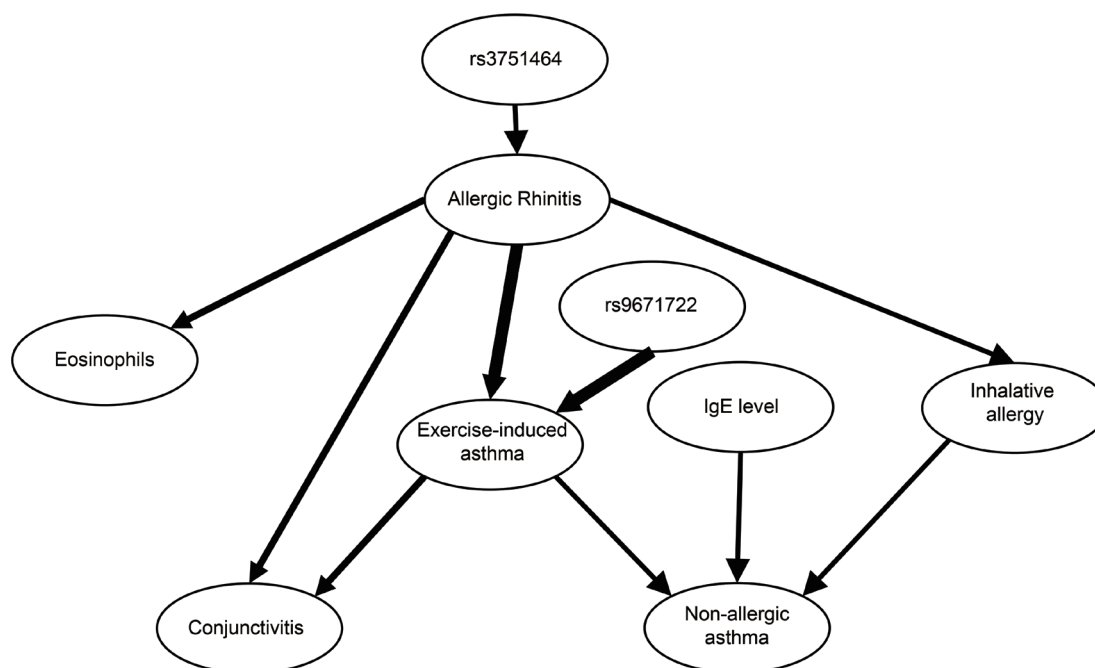 rs3751464
Allergic Rhinitis
rs9671722
Eosinophils
IgE level
Inhalative
allergy
Exercise-induced
asthma
Conjunctivitis
Non-allergic
asthma